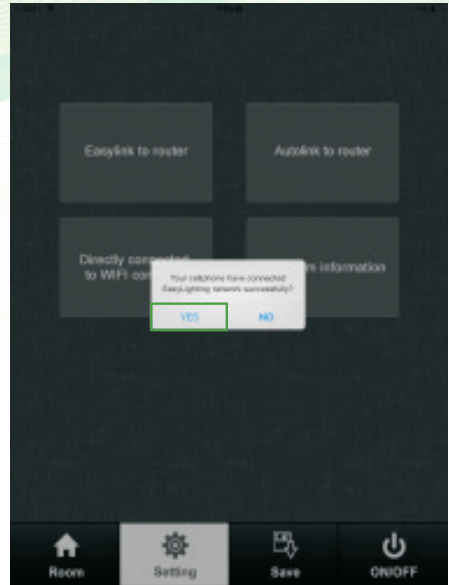 Easylink to router
Autolink to router
Directly connected
to WIFI con
m information
Your cellphone have connected
EasyLighting network successfully?
YES
NO
Room
Setting
Save
ON/OFF